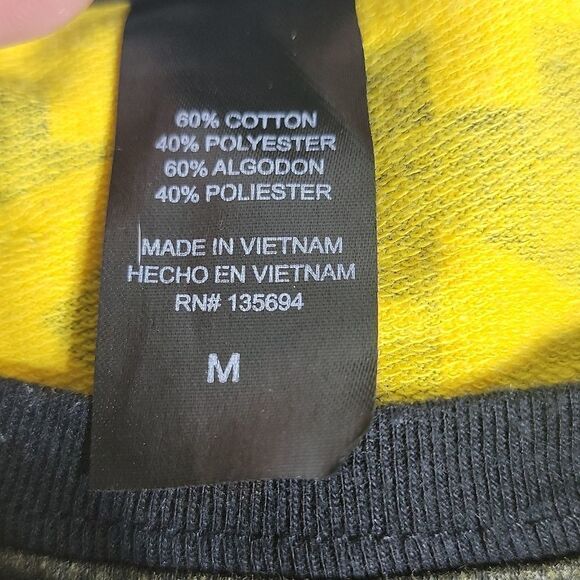 60% COTTON
40% POLYESTER
60% ALGODON
40% POLIESTER
MADE IN VIETNAM
HECHO EN VIETNAM
RN# 135694
M